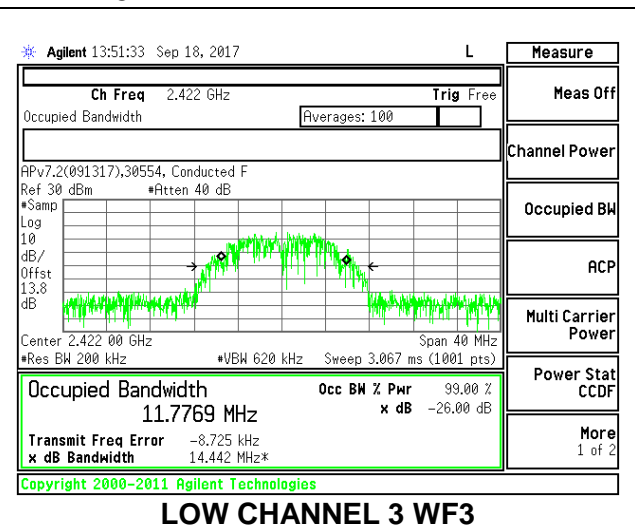 Agilent 13:51:33 Sep 18, 2017 L
Measure
Ch Freq 2.422 GHz Trig Free
Occupied Bandwidth Averages: 100
Meas Off
Channel Power
Occupied BW
ACP
Multi Carrier
Power
Power Stat
CCDF
More
1 of 2
APv7.2(091317),30554, Conducted F
Ref 30 dBm #Atten 40 dB
#Samp
Log
10
dB/
Offst
13.8
dB
Center 2.422 00 GHz Span 40 MHz
#Res BW 200 kHz #VBW 620 kHz Sweep 3.067 ms (1001 pts)
Occupied Bandwidth Occ BW % Pwr 99.00 %
11.7769 MHz x dB -26.00 dB
Transmit Freq Error -8.725 kHz
x dB Bandwidth 14.442 MHz*
Copyright 2000-2011 Agilent Technologies
LOW CHANNEL 3 WF3